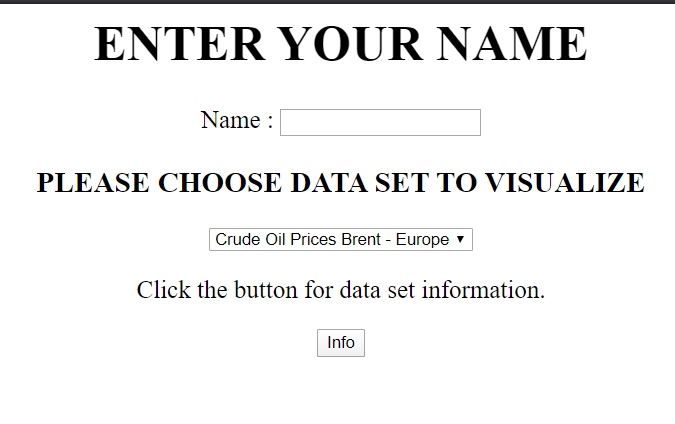 ENTER YOUR NAME
Name :
PLEASE CHOOSE DATA SET TO VISUALIZE
Crude Oil Prices Brent - Europe
Click the button for data set information.
Info